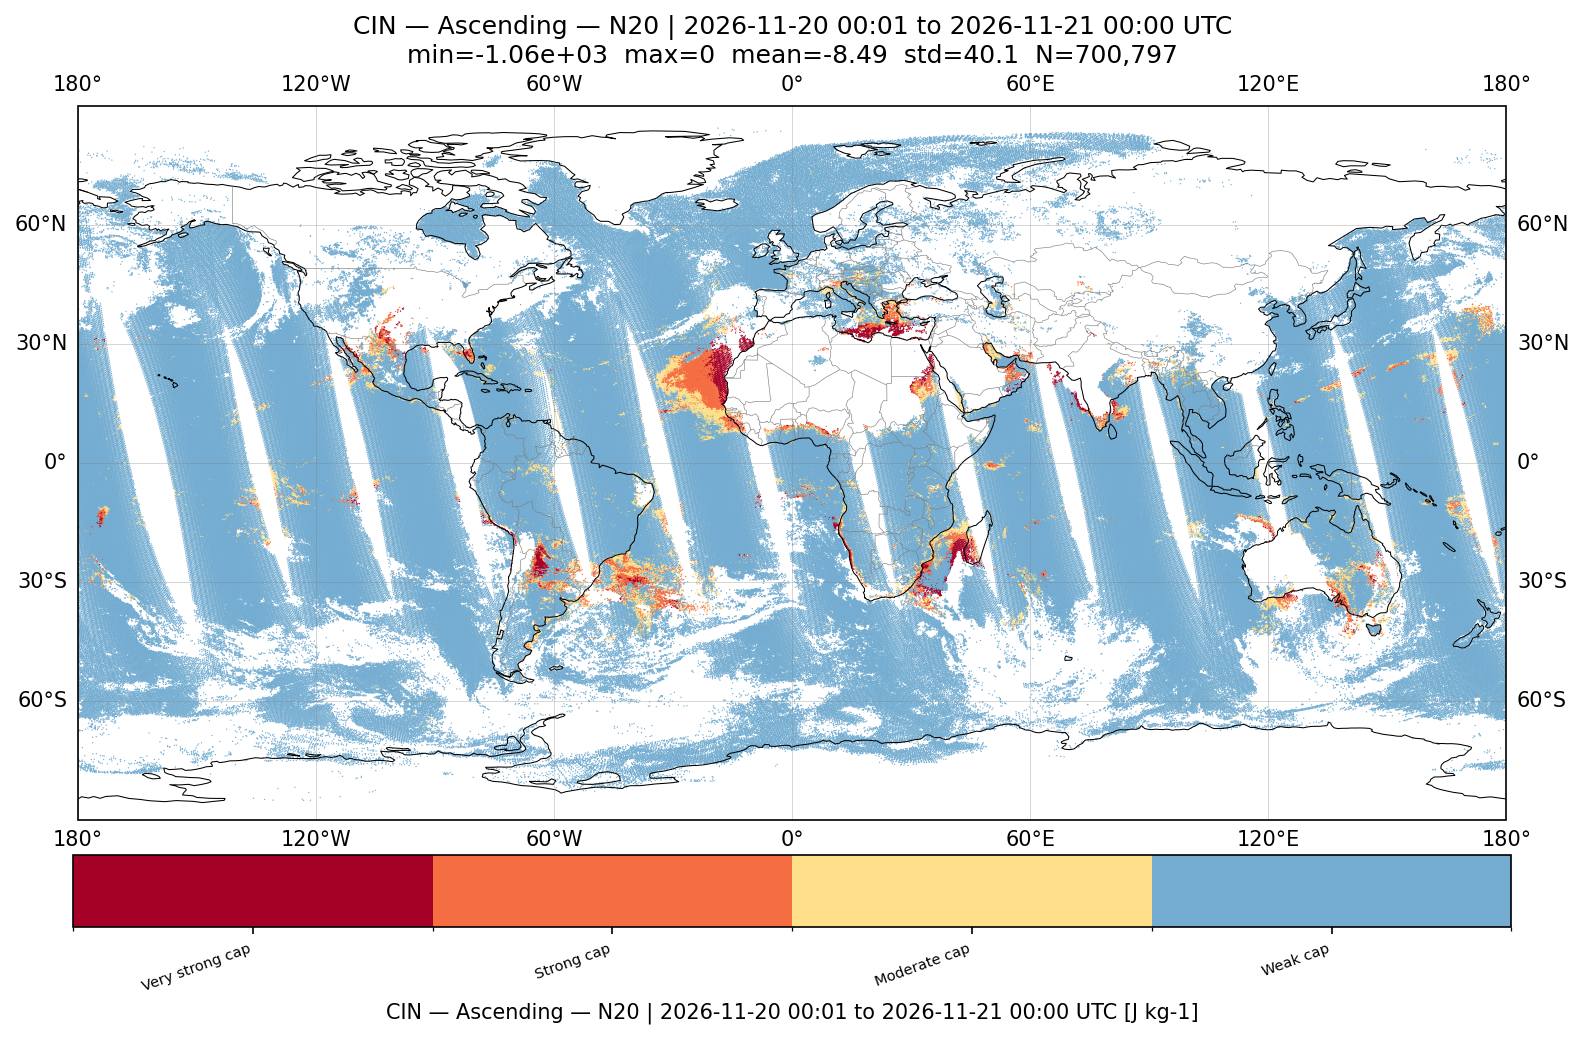 CIN — Ascending — N20 | 2026-11-20 00:01 to 2026-11-21 00:00 UTC
min=-1.06e+03  max=0  mean=-8.49  std=40.1  N=700,797
180° 120°W 60°W 0° 60°E 120°E 180°
60°N 60°N
30°N 30°N
0° 0°
30°S 30°S
60°S 60°S
180° 120°W 60°W 0° 60°E 120°E 180°
Very strong cap Strong cap Moderate cap Weak cap
CIN — Ascending — N20 | 2026-11-20 00:01 to 2026-11-21 00:00 UTC [J kg-1]